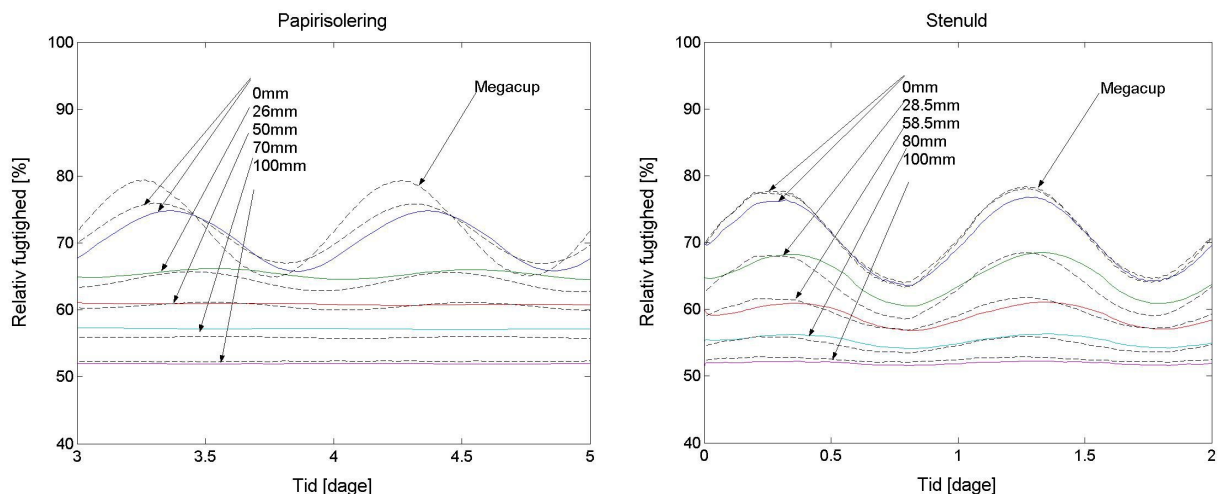 Papirisolering
100
90
80
70
60
50
40
Relativ fugtighed [%]
0mm
26mm
50mm
70mm
100mm
Megacup
3
3.5
4
4.5
5
Tid [dage]
Stenuld
100
90
80
70
60
50
40
Relativ fugtighed [%]
0mm
28.5mm
58.5mm
80mm
100mm
Megacup
0
0.5
1
1.5
2
Tid [dage]